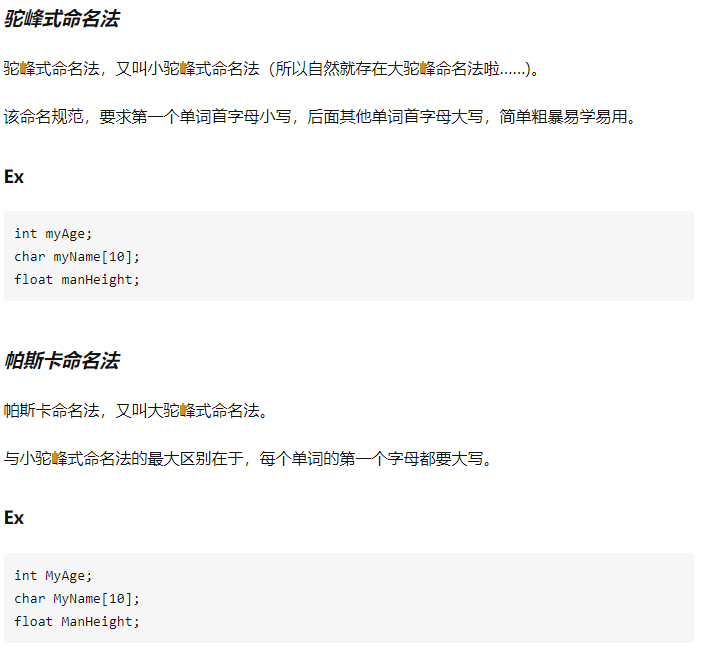 驼峰式命名法
驼峰式命名法，又叫小驼峰式命名法（所以自然就存在大驼峰命名法啦……）。
该命名规范，要求第一个单词首字母小写，后面其他单词首字母大写，简单粗暴易学易用。
Ex
int myAge;
char myName[10];
float manHeight;
帕斯卡命名法
帕斯卡命名法，又叫大驼峰式命名法。
与小驼峰式命名法的最大区别在于，每个单词的第一个字母都要大写。
Ex
int MyAge;
char MyName[10];
float ManHeight;